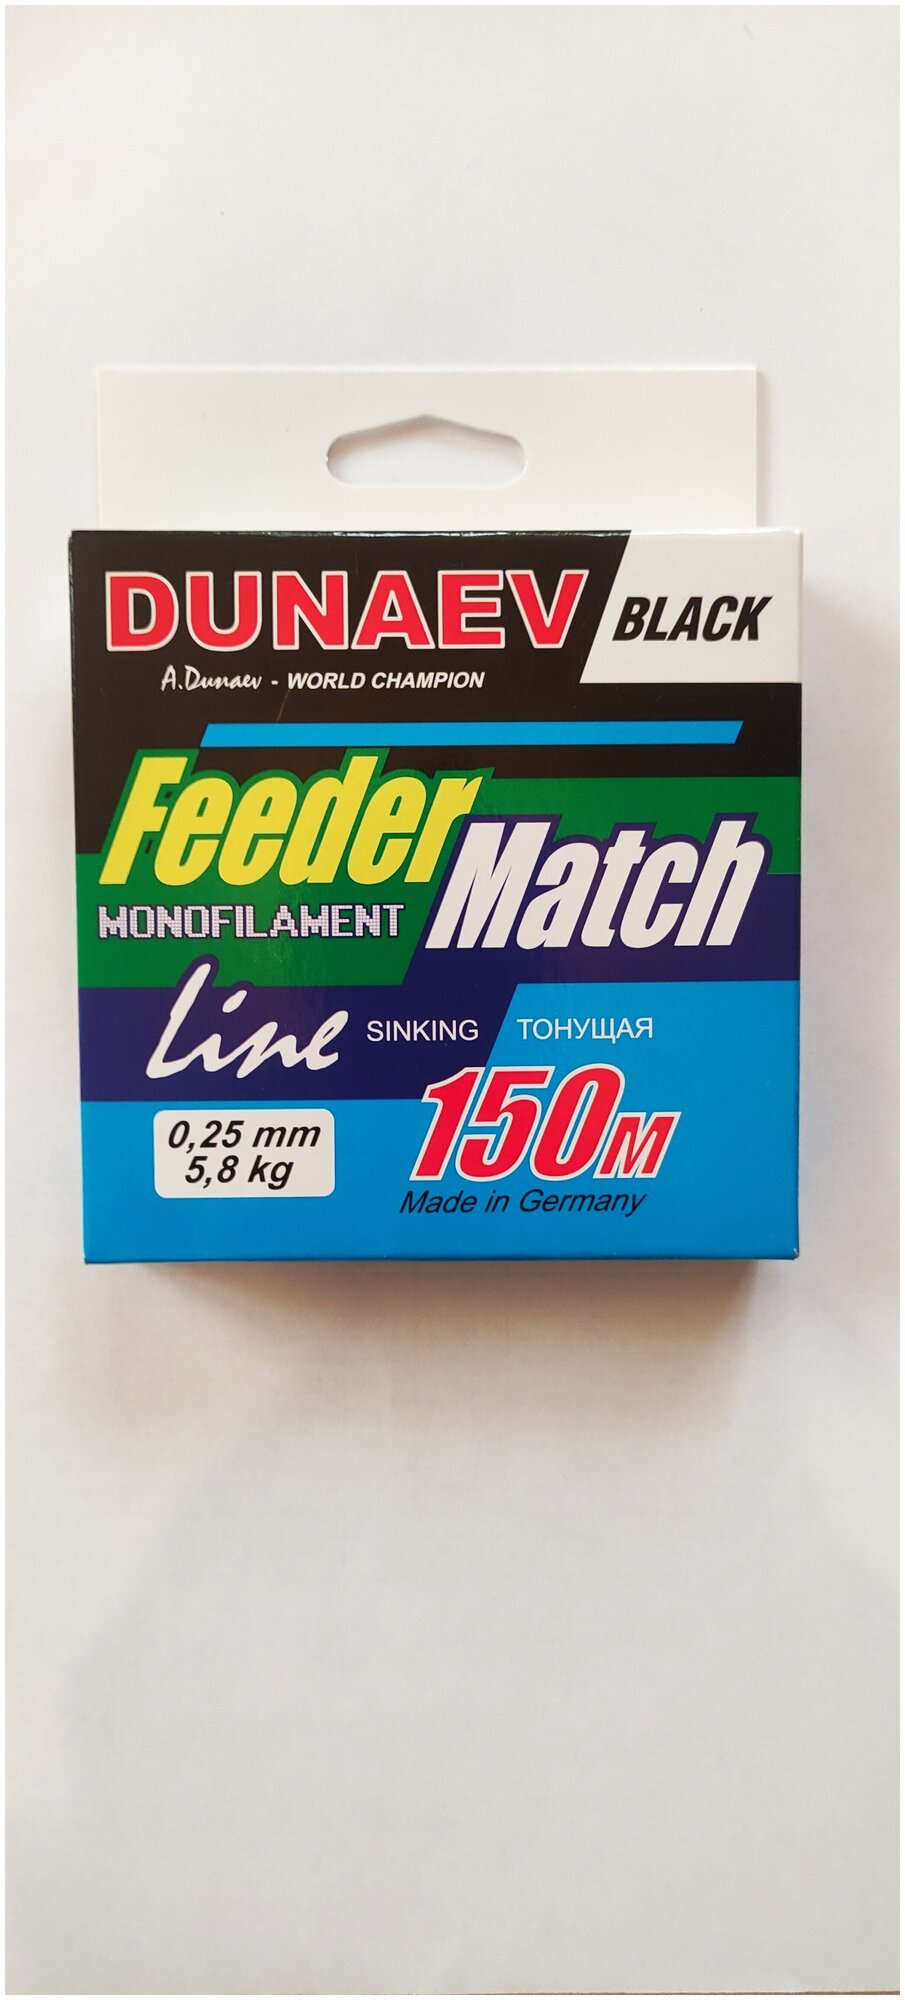 DUNAEV
BLACK
A.Dunaev - WORLD CHAMPION
Feeder
Match
MONOFILAMENT
Line
SINKING ТОНУЩАЯ
0,25 mm
5,8 kg
150м
Made in Germany